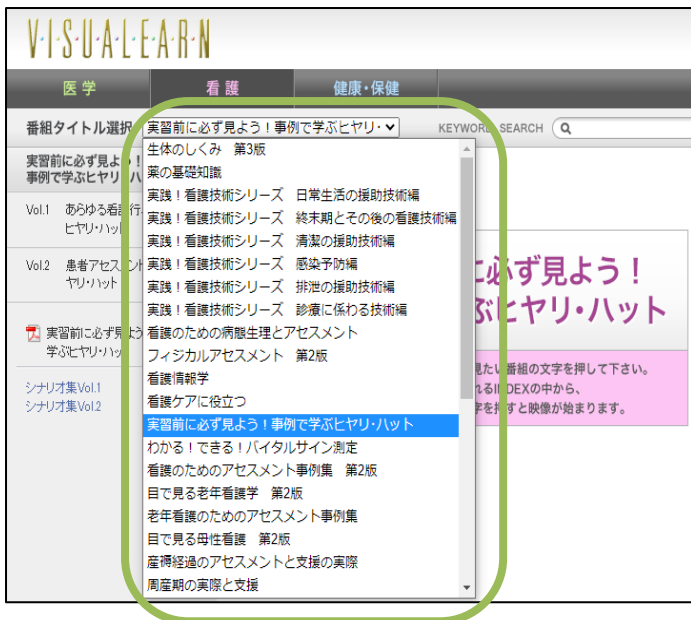 V·I·S·U·A·L·E·A·R·N
医学
看護
健康・保健
番組タイトル選択
実習前に必ず見よう！事例で学ぶヒヤリ・
KEYWORD SEARCH
実習前に必ず見よ
事例で学ぶヒヤリ ハ
Vol.1 あらゆる看護行
ヒヤリ・ハッ
Vol.2 患者アセスメント
ヤリ・ハット
実習前に必ず見よう
学ぶヒヤリ・ハッ
シナリオ集Vol.1
シナリオ集Vol.2
生体のしくみ 第3版
薬の基礎知識
実践！看護技術シリーズ 日常生活の援助技術編
実践！看護技術シリーズ 終末期とその後の看護技術編
実践！看護技術シリーズ 清潔の援助技術編
実践！看護技術シリーズ 感染予防編
実践！看護技術シリーズ 排泄の援助技術編
実践！看護技術シリーズ 診療に係わる技術編
看護のための病態生理とアセスメント
フィジカルアセスメント 第2版
看護情報学
看護ケアに役立つ
実習前に必ず見よう！事例で学ぶヒヤリ・ハット
わかる！できる！バイタルサイン測定
看護のためのアセスメント事例集 第2版
目で見る老年看護学 第2版
老年看護のためのアセスメント事例集
目で見る母性看護 第2版
産褥経過のアセスメントと支援の実際
周産期の実際と支援
に必ず見よう！
ぶヒヤリ・ハット
見たい番組の文字を押して下さい。
れるINDEXの中から、
字を押すと映像が始まります。